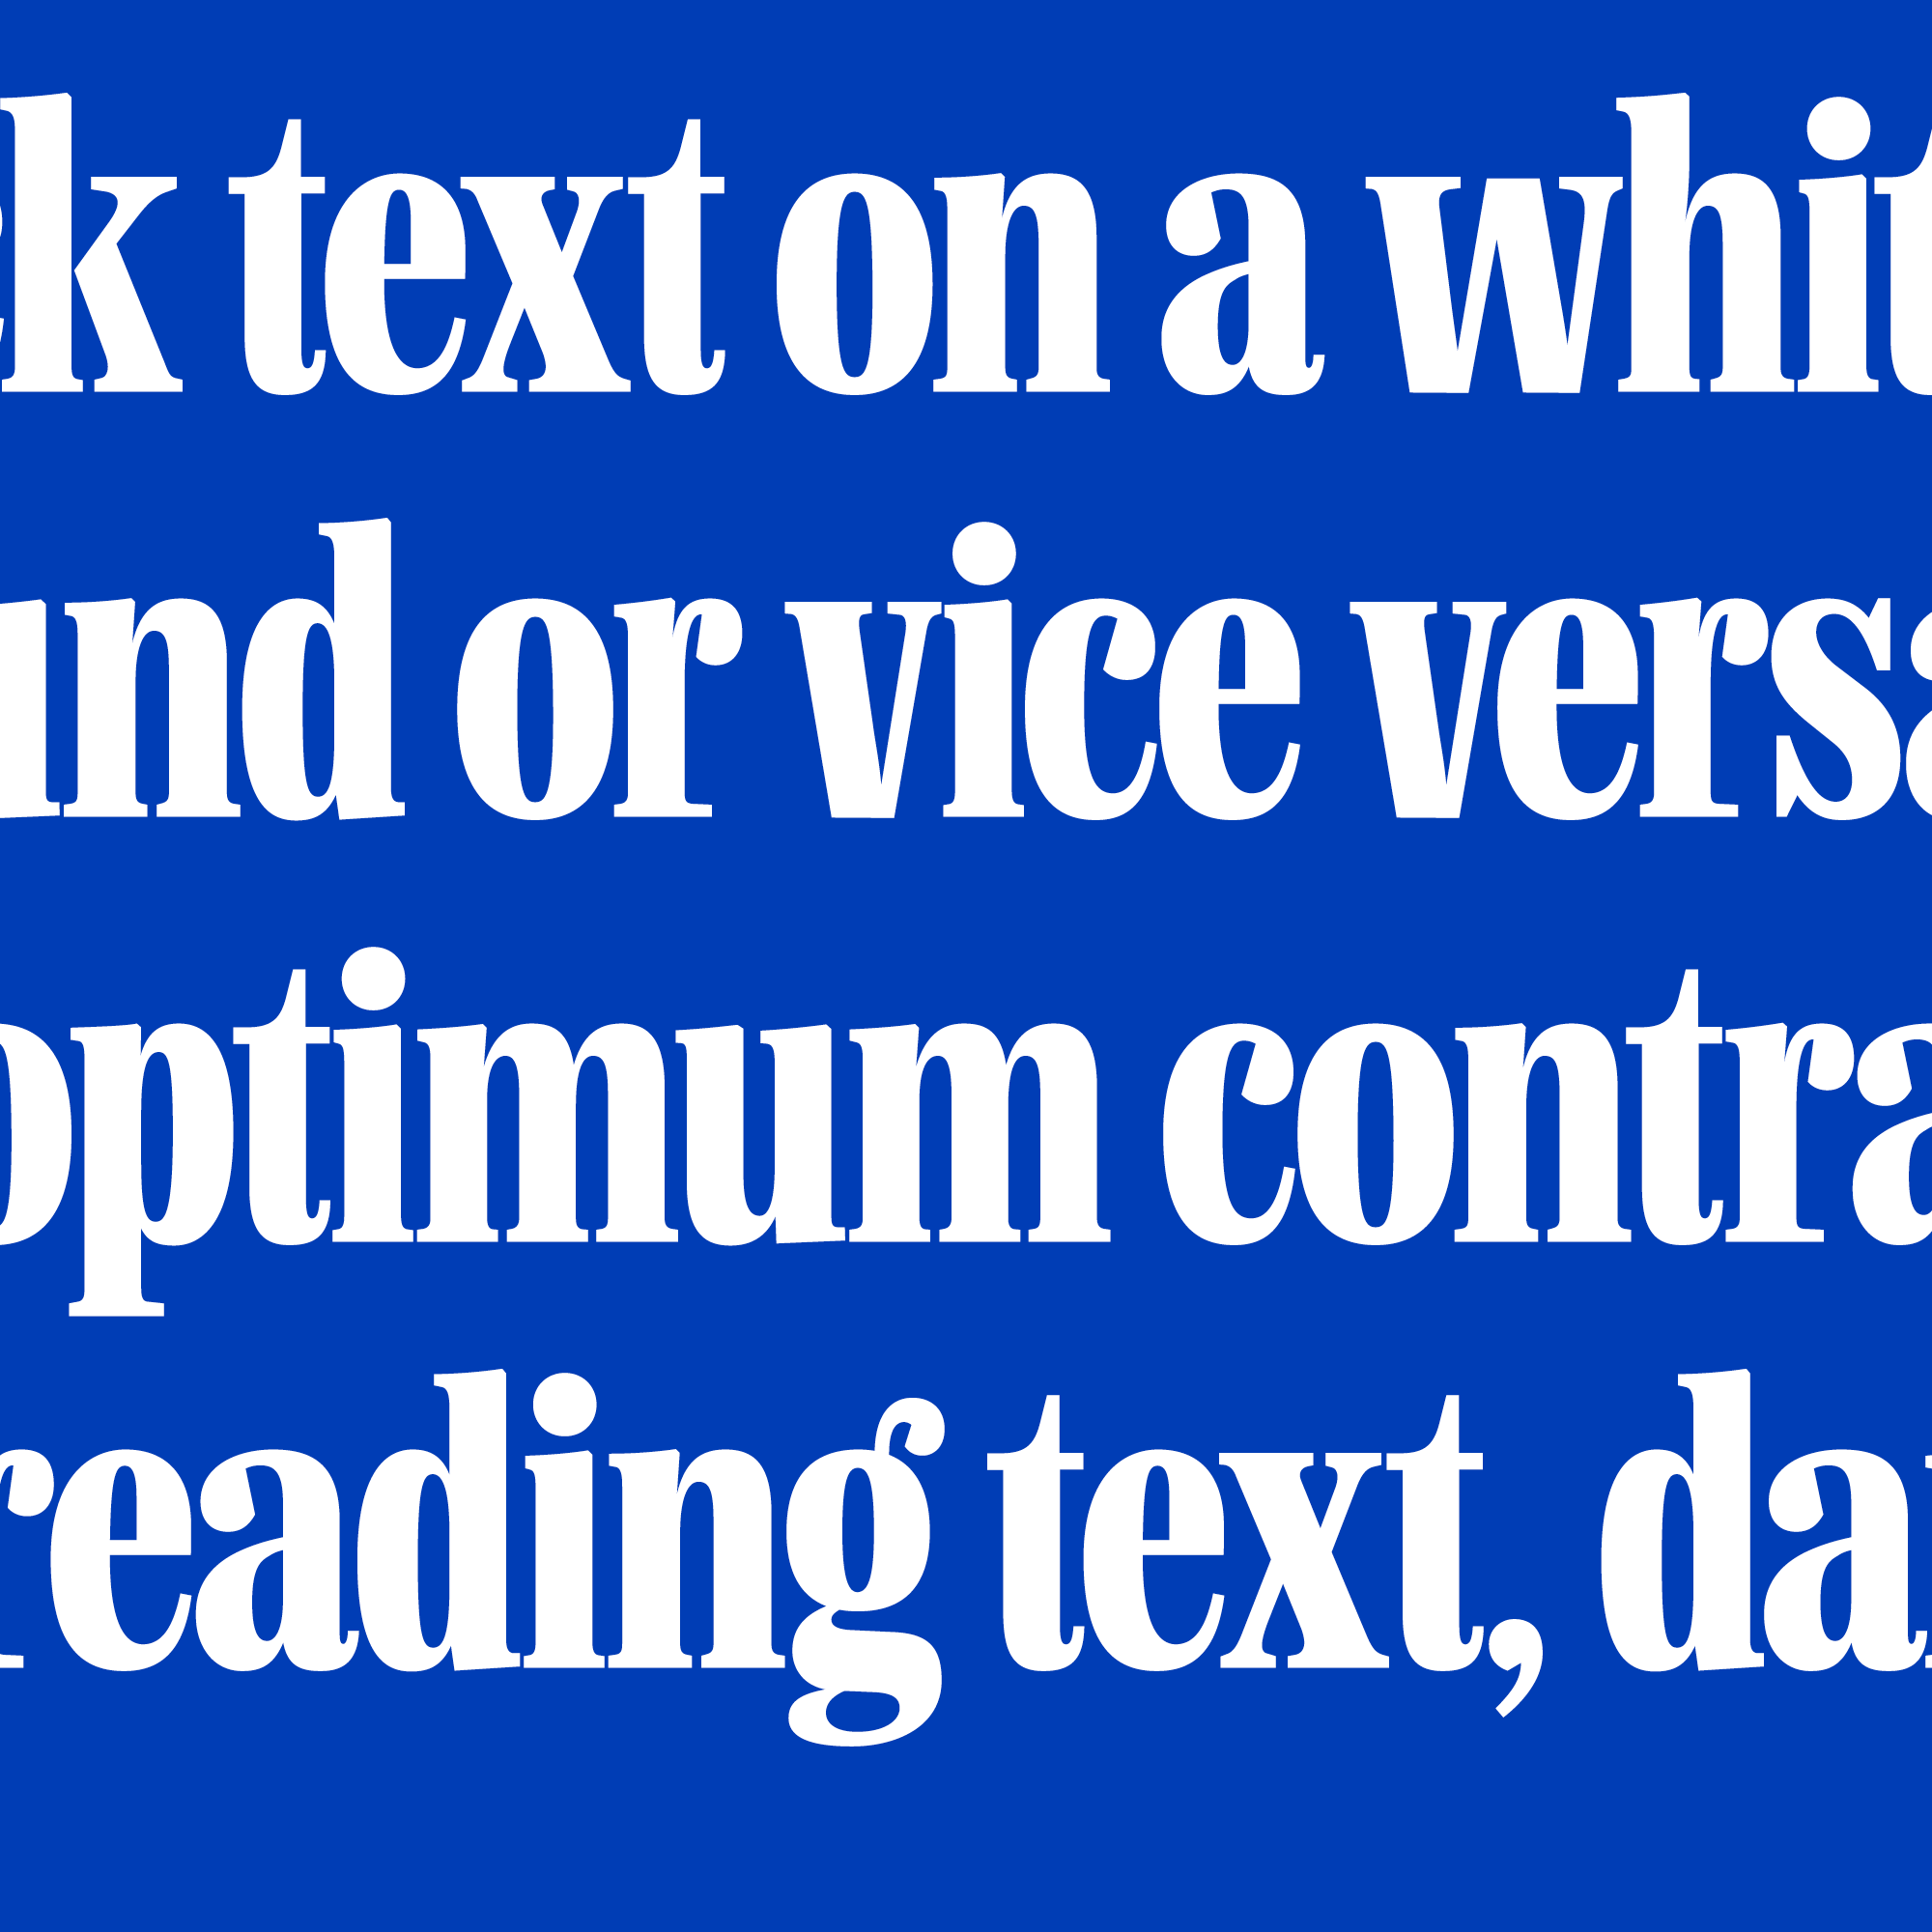 k text on a whit
und or vice versa
optimum contra
reading text, da